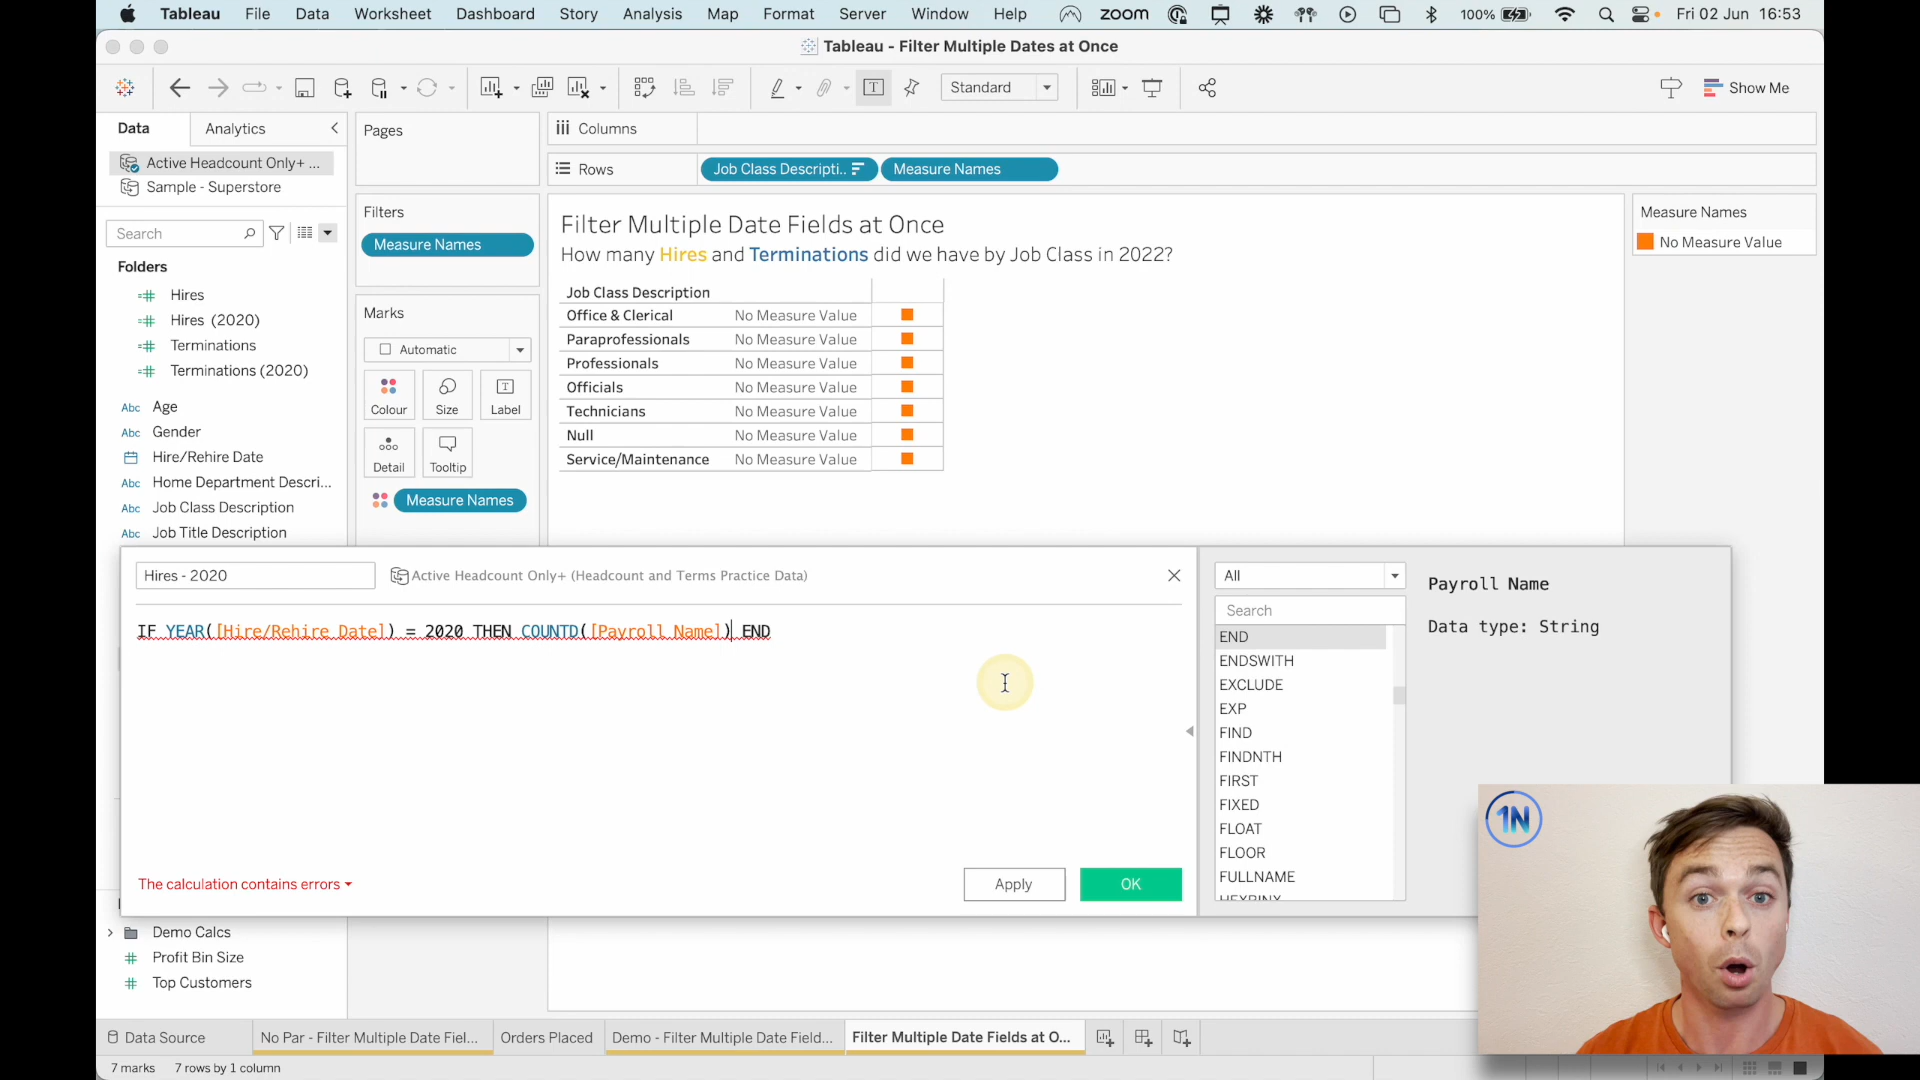 Tableau File Data Worksheet Dashboard Story Analysis Map Format Server Window Help zoom 100% Fri 02 Jun 16:53
Tableau - Filter Multiple Dates at Once
Standard
Show Me
Data Analytics
Active Headcount Only+ ...
Sample - Superstore
Search
Folders
Hires
Hires (2020)
Terminations
Terminations (2020)
Abc Age
Abc Gender
Hire/Rehire Date
Abc Home Department Descri...
Abc Job Class Description
Abc Job Title Description
Demo Calcs
Profit Bin Size
Top Customers
Pages
Filters
Measure Names
Marks
Automatic
Colour Size Label
Detail Tooltip
Measure Names
Columns
Rows Job Class Descripti.. Measure Names
Filter Multiple Date Fields at Once
How many Hires and Terminations did we have by Job Class in 2022?
Job Class Description
Office & Clerical No Measure Value
Paraprofessionals No Measure Value
Professionals No Measure Value
Officials No Measure Value
Technicians No Measure Value
Null No Measure Value
Service/Maintenance No Measure Value
Measure Names
No Measure Value
Hires - 2020
Active Headcount Only+ (Headcount and Terms Practice Data)
IF YEAR([Hire/Rehire Date]) = 2020 THEN COUNTD([Payroll Name]) END
The calculation contains errors
Apply OK
All
Search
END
ENDSWITH
EXCLUDE
EXP
FIND
FINDNTH
FIRST
FIXED
FLOAT
FLOOR
FULLNAME
HEXBINX
Payroll Name
Data type: String
1N
Data Source No Par - Filter Multiple Date Fiel... Orders Placed Demo - Filter Multiple Date Field... Filter Multiple Date Fields at O...
7 marks 7 rows by 1 column